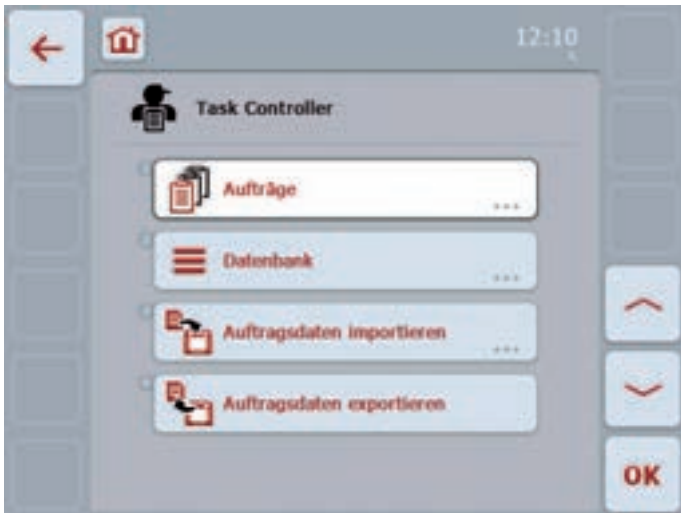 12:10
Task Controller
Aufträge
...
Datenbank
...
Auftragsdaten importieren
...
Auftragsdaten exportieren
OK